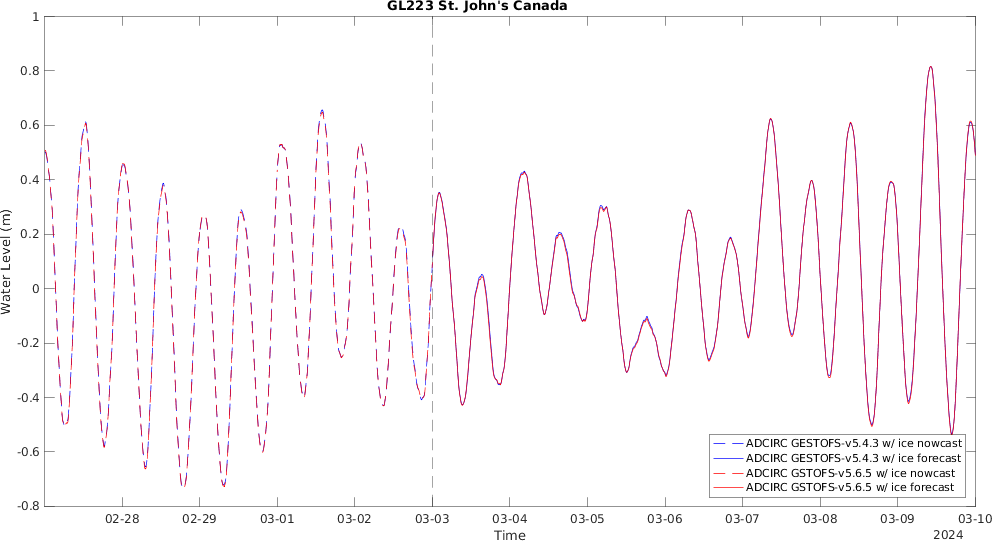 GL223 St. John's Canada
1
0.8
0.6
0.4
0.2
0
-0.2
-0.4
-0.6
-0.8
Water Level (m)
ADCIRC GESTOFS-v5.4.3 w/ ice nowcast
ADCIRC GESTOFS-v5.4.3 w/ ice forecast
ADCIRC GSTOFS-v5.6.5 w/ ice nowcast
ADCIRC GSTOFS-v5.6.5 w/ ice forecast
02-28 02-29 03-01 03-02 03-03 03-04 03-05 03-06 03-07 03-08 03-09 03-10
Time
2024